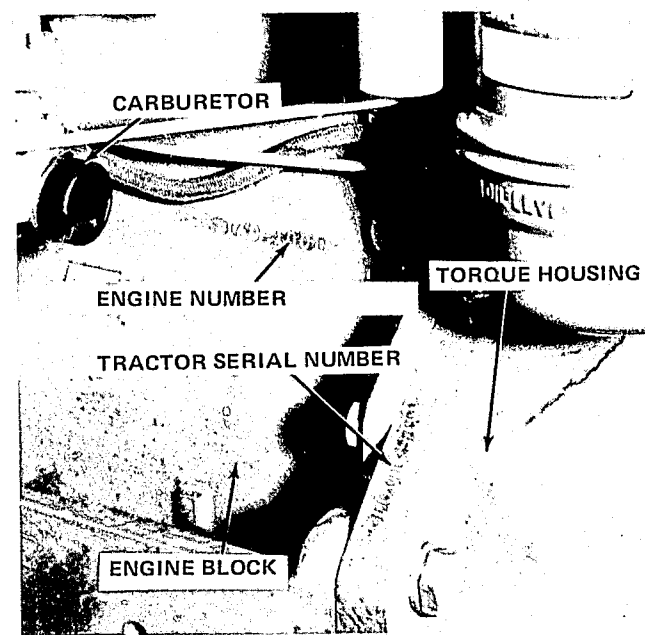 CARBURETOR
ENGINE NUMBER
TORQUE HOUSING
TRACTOR SERIAL NUMBER
ENGINE BLOCK